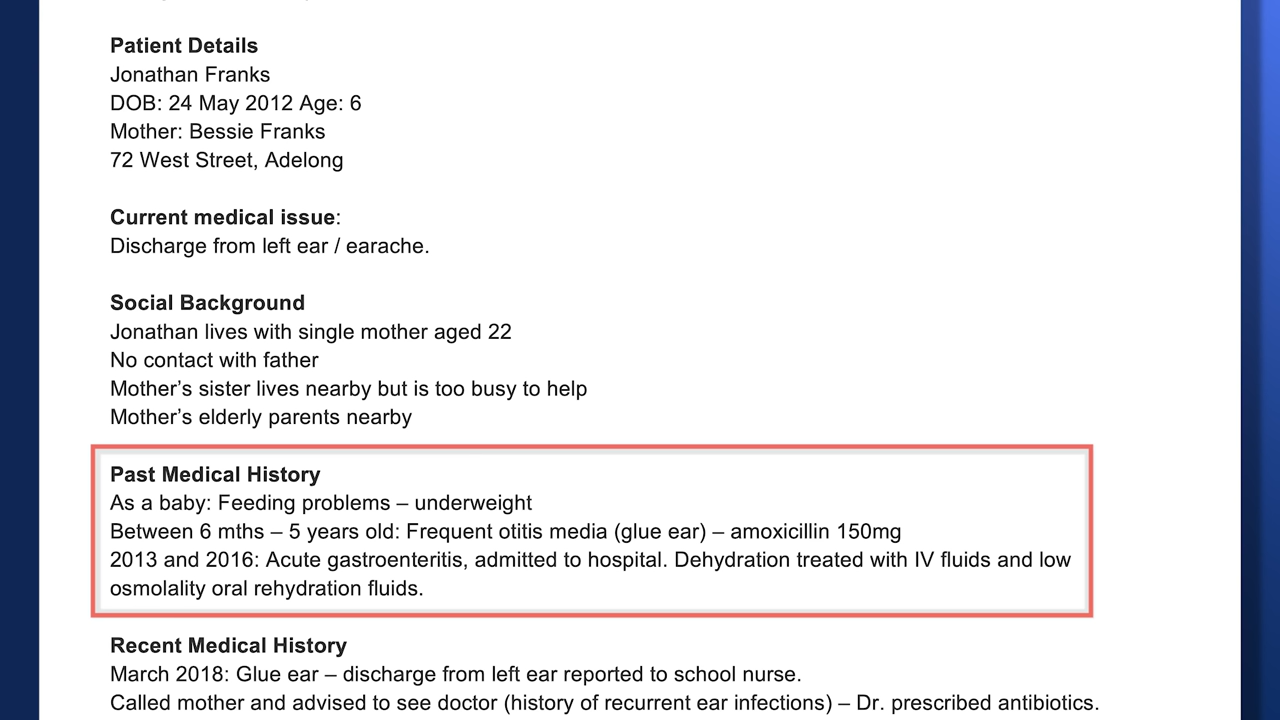 Patient Details
Jonathan Franks
DOB: 24 May 2012 Age: 6
Mother: Bessie Franks
72 West Street, Adelong
Current medical issue:
Discharge from left ear / earache.
Social Background
Jonathan lives with single mother aged 22
No contact with father
Mother’s sister lives nearby but is too busy to help
Mother’s elderly parents nearby
Past Medical History
As a baby: Feeding problems – underweight
Between 6 mths – 5 years old: Frequent otitis media (glue ear) – amoxicillin 150mg
2013 and 2016: Acute gastroenteritis, admitted to hospital. Dehydration treated with IV fluids and low
osmolality oral rehydration fluids.
Recent Medical History
March 2018: Glue ear – discharge from left ear reported to school nurse.
Called mother and advised to see doctor (history of recurrent ear infections) – Dr. prescribed antibiotics.